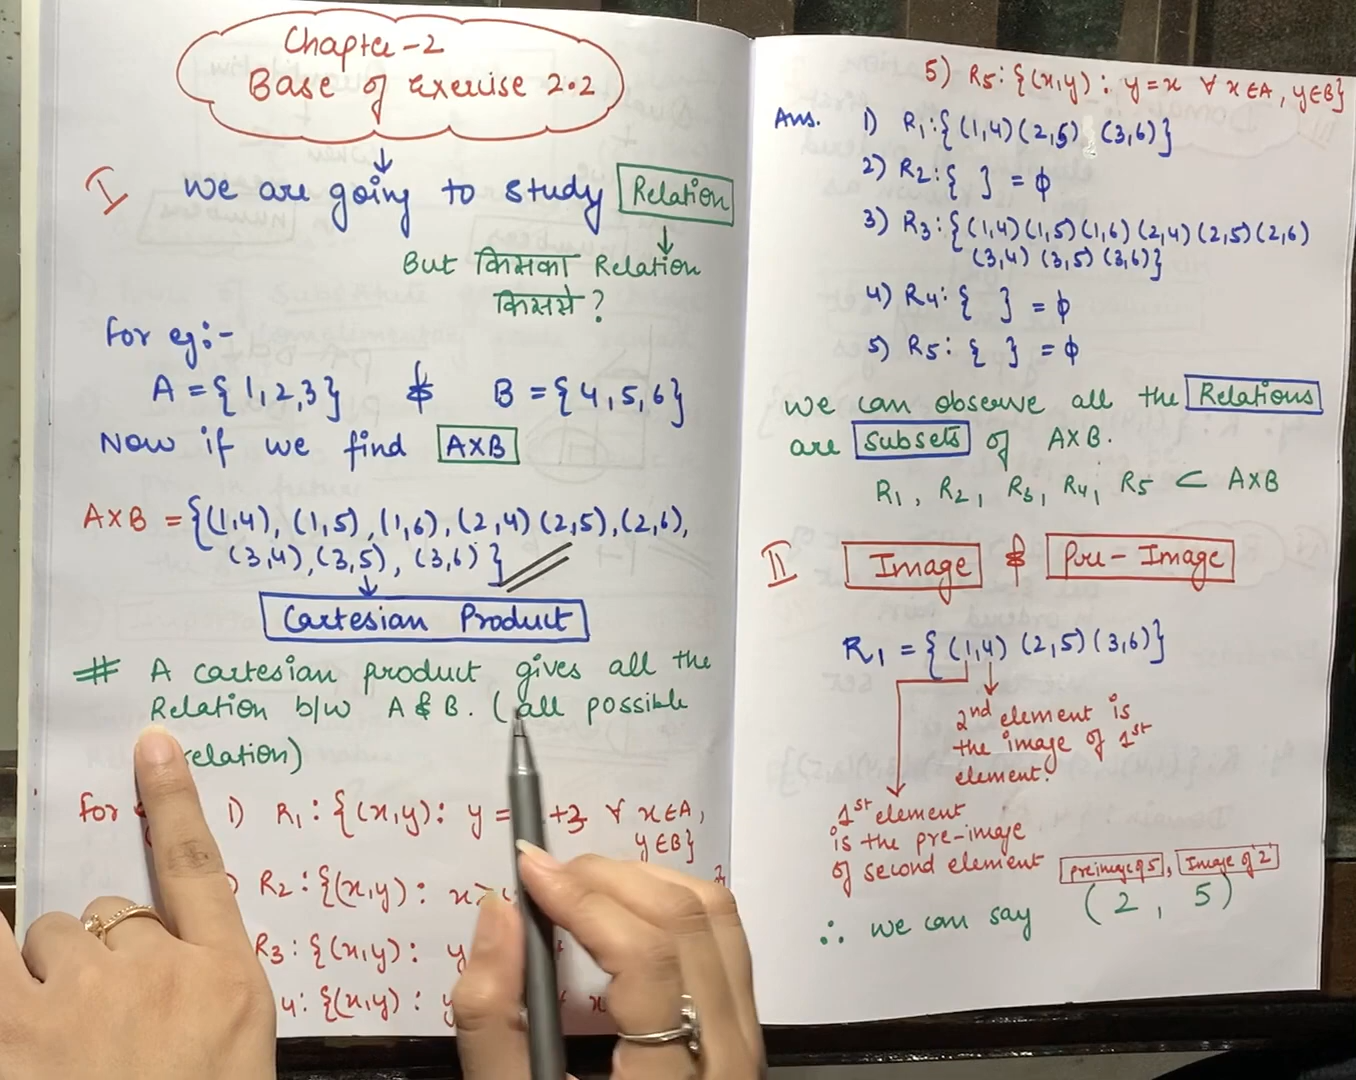 Chapter-2
Base of Exercise 2.2
I we are going to study Relation
But किसका Relation
किससे ?
For eg:-
A = {1,2,3} & B = {4,5,6}
Now if we find A×B
A×B = {(1,4), (1,5), (1,6), (2,4) (2,5), (2,6),
(3,4), (3,5), (3,6)}
Cartesian Product
# A cartesian product gives all the
Relation b/w A & B. (all possible
relation)
For
1) R₁ : {(x,y) : y = +3 ∀ x∈A,
y∈B}
R₂ : {(x,y) : x>
R₃ : {(x,y) : y
4: {(x,y) : y
5) R₅ : {(x,y) : y = x ∀ x∈A, y∈B}
Ans. 1) R₁ : {(1,4) (2,5) (3,6)}
2) R₂ : { } = φ
3) R₃ : {(1,4) (1,5) (1,6) (2,4) (2,5) (2,6)
(3,4) (3,5) (3,6)}
4) R₄ : { } = φ
5) R₅ : { } = φ
we can observe all the Relations
are Subsets of A×B.
R₁, R₂, R₃, R₄, R₅ ⊂ A×B
II Image & Pre-Image
R₁ = {(1,4) (2,5) (3,6)}
2nd element is
the image of 1st
element.
1st element
is the pre-image
of second element
preimage of 5, Image of '2'
∴ we can say (2, 5)